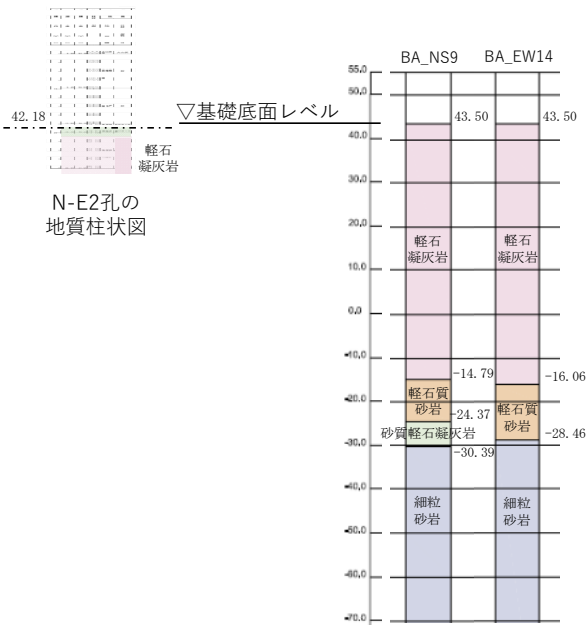 BA_NS9
BA_EW14
55.0
50.0
43.50
43.50
42.18
▽基礎底面レベル
40.0
軽石
凝灰岩
N-E2孔の
地質柱状図
30.0
20.0
軽石
凝灰岩
軽石
凝灰岩
10.0
0.0
-10.0
-14.79
-16.06
-20.0
軽石質
砂岩
-24.37
軽石質
砂岩
砂質軽石凝灰岩
-28.46
-30.0
-30.39
-40.0
細粒
砂岩
細粒
砂岩
-50.0
-60.0
-70.0